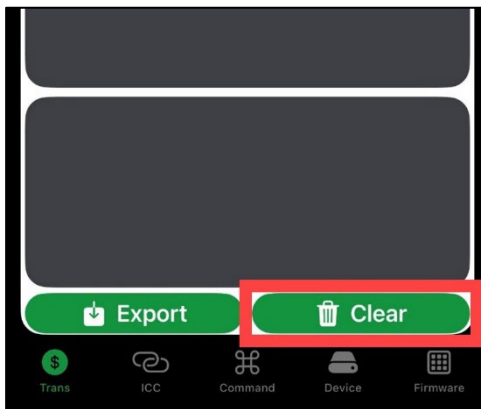 Export
Clear
$
Trans
ICC
Command
Device
Firmware